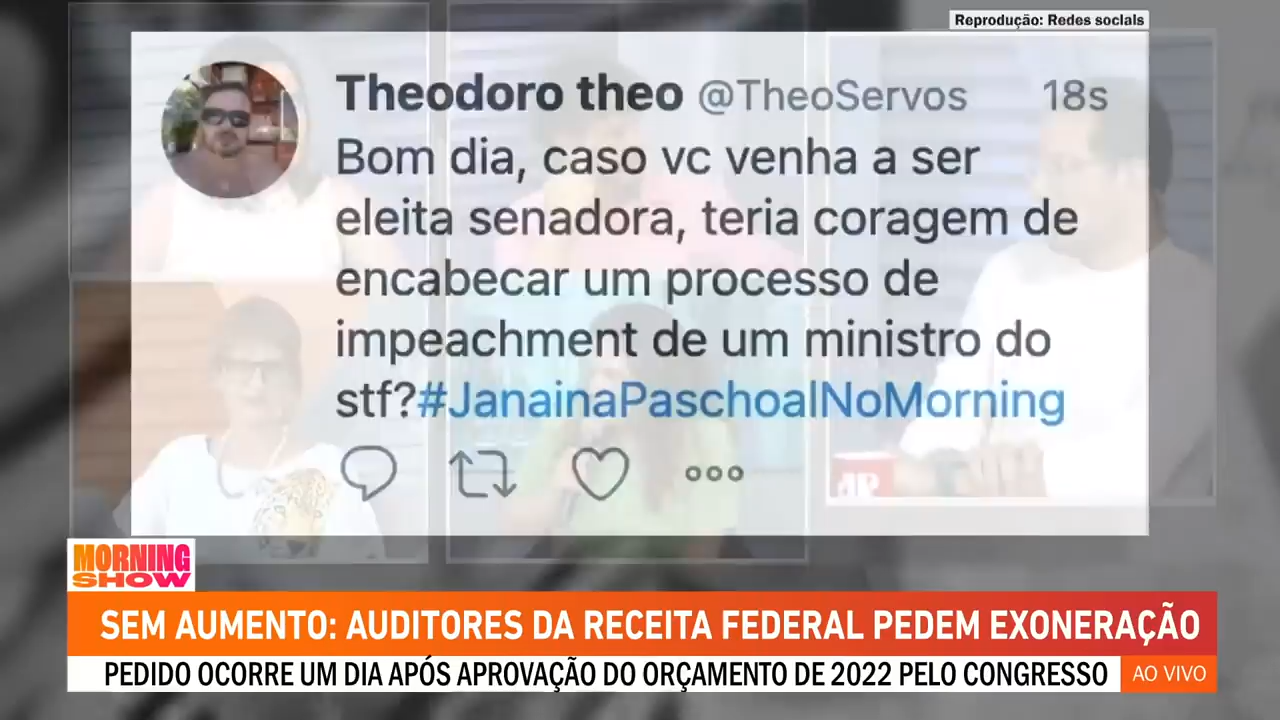 Reprodução: Redes sociais
Theodoro theo @TheoServos 18s
Bom dia, caso vc venha a ser
eleita senadora, teria coragem de
encabecar um processo de
impeachment de um ministro do
stf?#JanainaPaschoalNoMorning
JP
MORNING
SHOW
SEM AUMENTO: AUDITORES DA RECEITA FEDERAL PEDEM EXONERAÇÃO
PEDIDO OCORRE UM DIA APÓS APROVAÇÃO DO ORÇAMENTO DE 2022 PELO CONGRESSO
AO VIVO